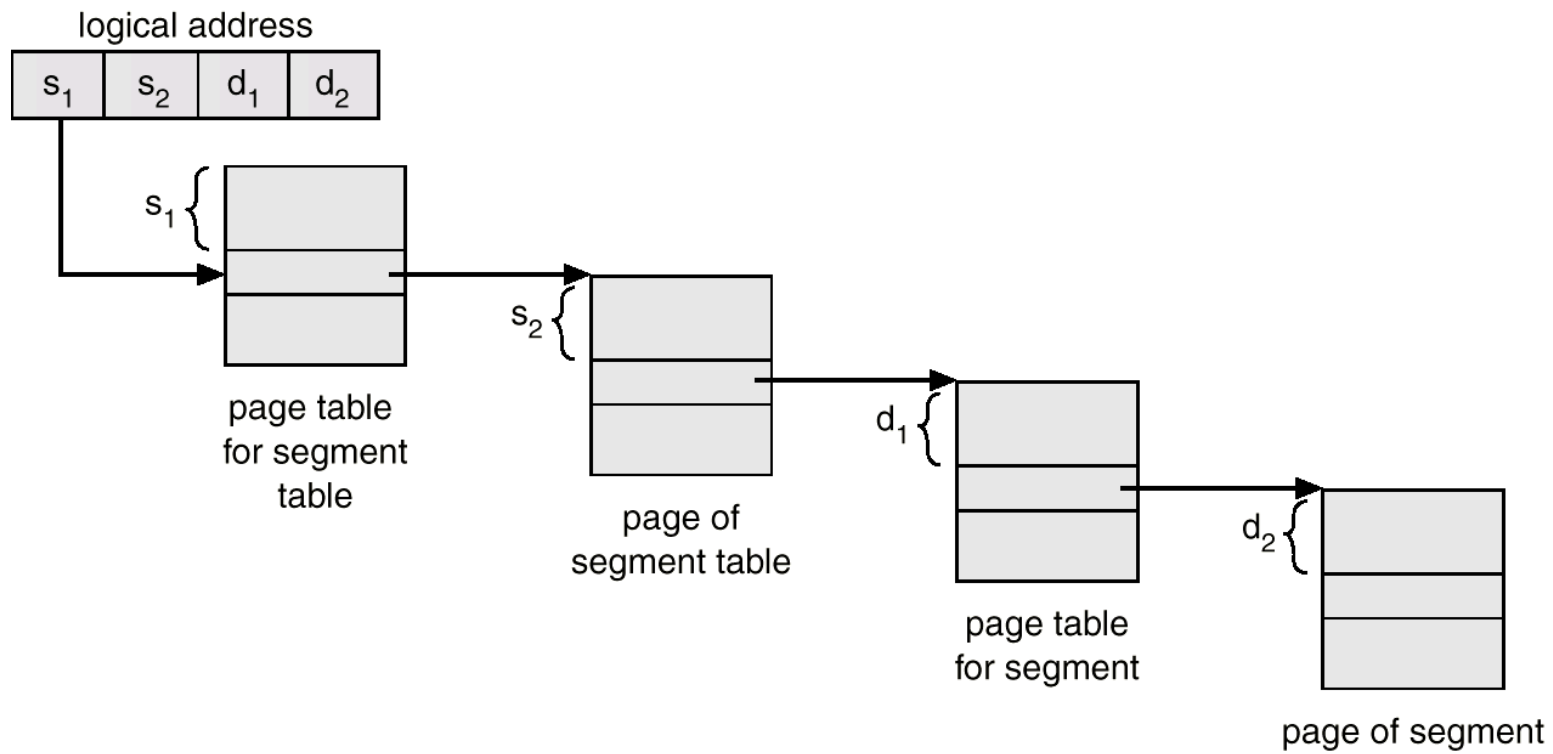 logical address
s₁ s₂ d₁ d₂
s₁
page table
for segment
table
s₂
page of
segment table
d₁
page table
for segment
d₂
page of segment